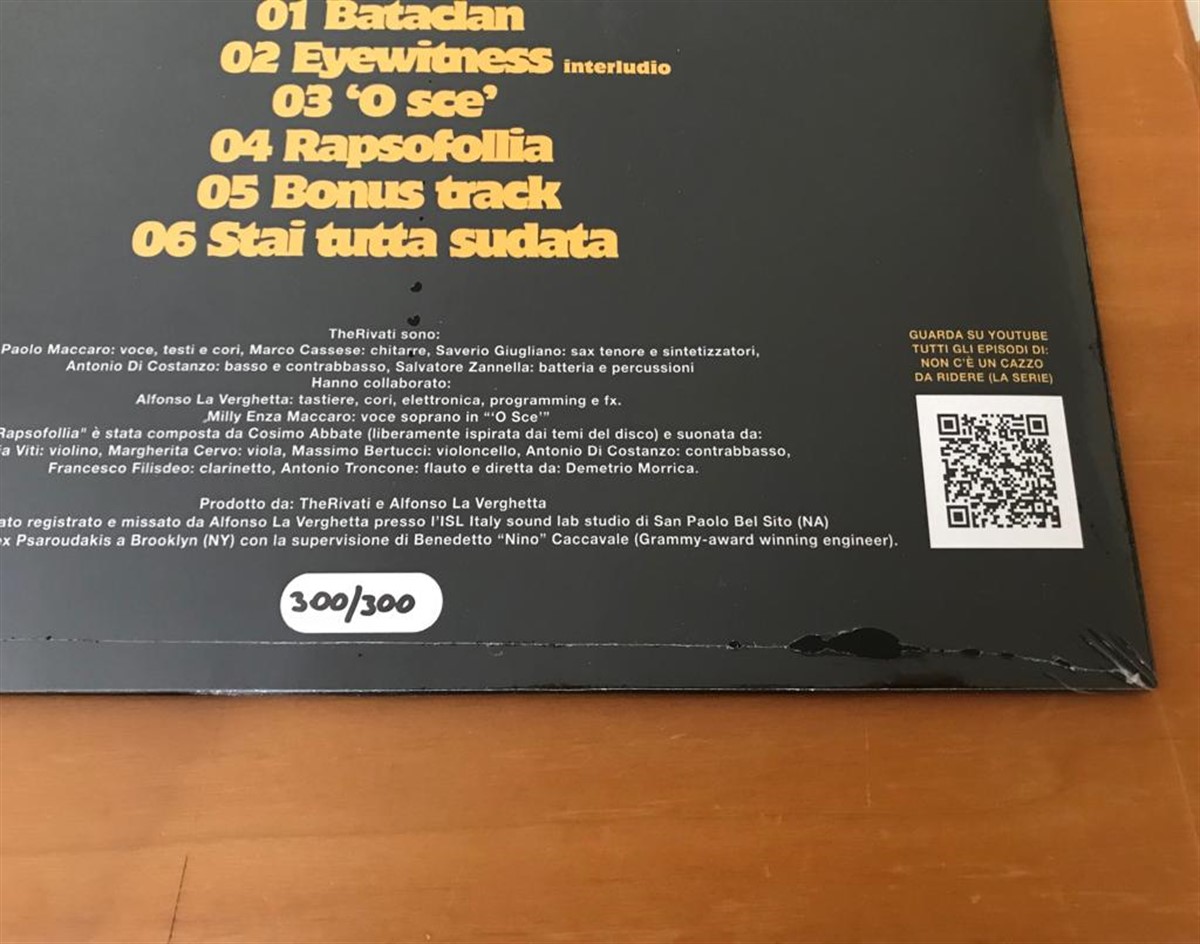 01 Bataclan
02 Eyewitness interludio
03 ‘O sce’
04 Rapsofollia
05 Bonus track
06 Stai tutta sudata
TheRivati sono:
Paolo Maccaro: voce, testi e cori, Marco Cassese: chitarre, Saverio Giugliano: sax tenore e sintetizzatori,
Antonio Di Costanzo: basso e contrabbasso, Salvatore Zannella: batteria e percussioni
Hanno collaborato:
Alfonso La Verghetta: tastiere, cori, elettronica, programming e fx.
Milly Enza Maccaro: voce soprano in “‘O Sce’”
Rapsofollia" è stata composta da Cosimo Abbate (liberamente ispirata dai temi del disco) e suonata da:
Viti: violino, Margherita Cervo: viola, Massimo Bertucci: violoncello, Antonio Di Costanzo: contrabbasso,
Francesco Filisdeo: clarinetto, Antonio Troncone: flauto e diretta da: Demetrio Morrica.
Prodotto da: TheRivati e Alfonso La Verghetta
registrato e missato da Alfonso La Verghetta presso l’ISL Italy sound lab studio di San Paolo Bel Sito (NA)
Psaroudakis a Brooklyn (NY) con la supervisione di Benedetto “Nino” Caccavale (Grammy-award winning engineer).
300/300
GUARDA SU YOUTUBE
TUTTI GLI EPISODI DI:
NON C’È UN CAZZO
DA RIDERE (LA SERIE)